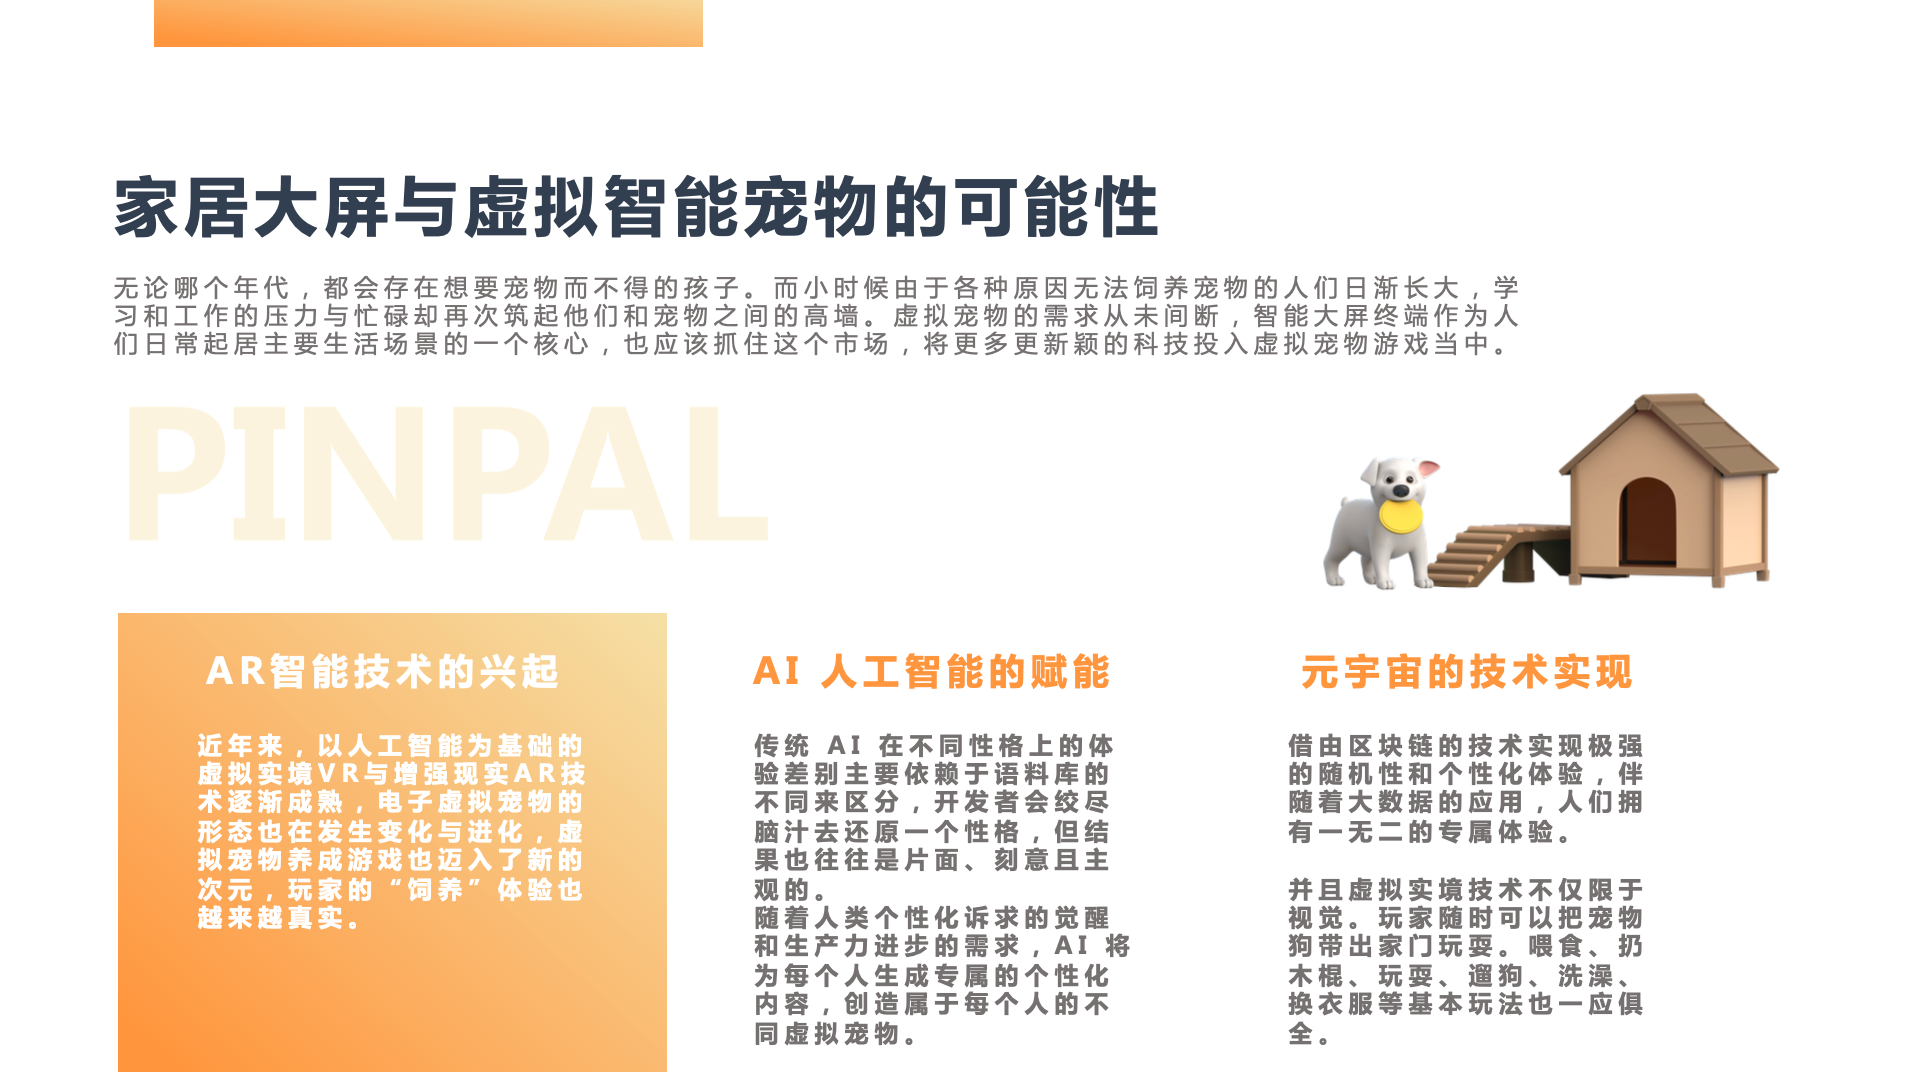 家居大屏与虚拟智能宠物的可能性
无论哪个年代，都会存在想要宠物而不得的孩子。而小时候由于各种原因无法饲养宠物的人们日渐长大，学
习和工作的压力与忙碌却再次筑起他们和宠物之间的高墙。虚拟宠物的需求从未间断，智能大屏终端作为人
们日常起居主要生活场景的一个核心，也应该抓住这个市场，将更多更新颖的科技投入虚拟宠物游戏当中。
PINPAL
AR智能技术的兴起
近年来，以人工智能为基础的
虚拟实境VR与增强现实AR技
术逐渐成熟，电子虚拟宠物的
形态也在发生变化与进化，虚
拟宠物养成游戏也迈入了新的
次元，玩家的“饲养”体验也
越来越真实。
AI 人工智能的赋能
传统 AI 在不同性格上的体
验差别主要依赖于语料库的
不同来区分，开发者会绞尽
脑汁去还原一个性格，但结
果也往往是片面、刻意且主
观的。
随着人类个性化诉求的觉醒
和生产力进步的需求，AI 将
为每个人生成专属的个性化
内容，创造属于每个人的不
同虚拟宠物。
元宇宙的技术实现
借由区块链的技术实现极强
的随机性和个性化体验，伴
随着大数据的应用，人们拥
有一无二的专属体验。
并且虚拟实境技术不仅限于
视觉。玩家随时可以把宠物
狗带出家门玩耍。喂食、扔
木棍、玩耍、遛狗、洗澡、
换衣服等基本玩法也一应俱
全。